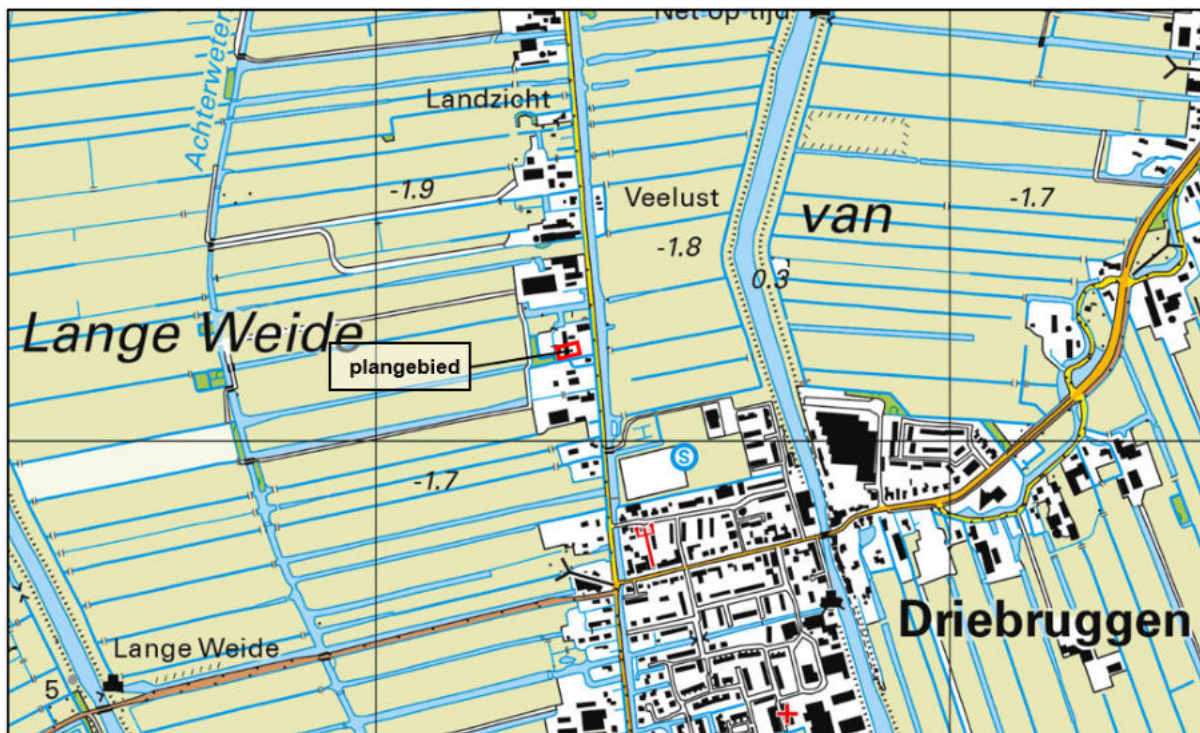 Net op tijd
Achterweter
Landzicht
-1.9
Veelust
-1.8
van
-1.7
0.3
Lange Weide
plangebied
S
-1.7
Driebruggen
Lange Weide
5